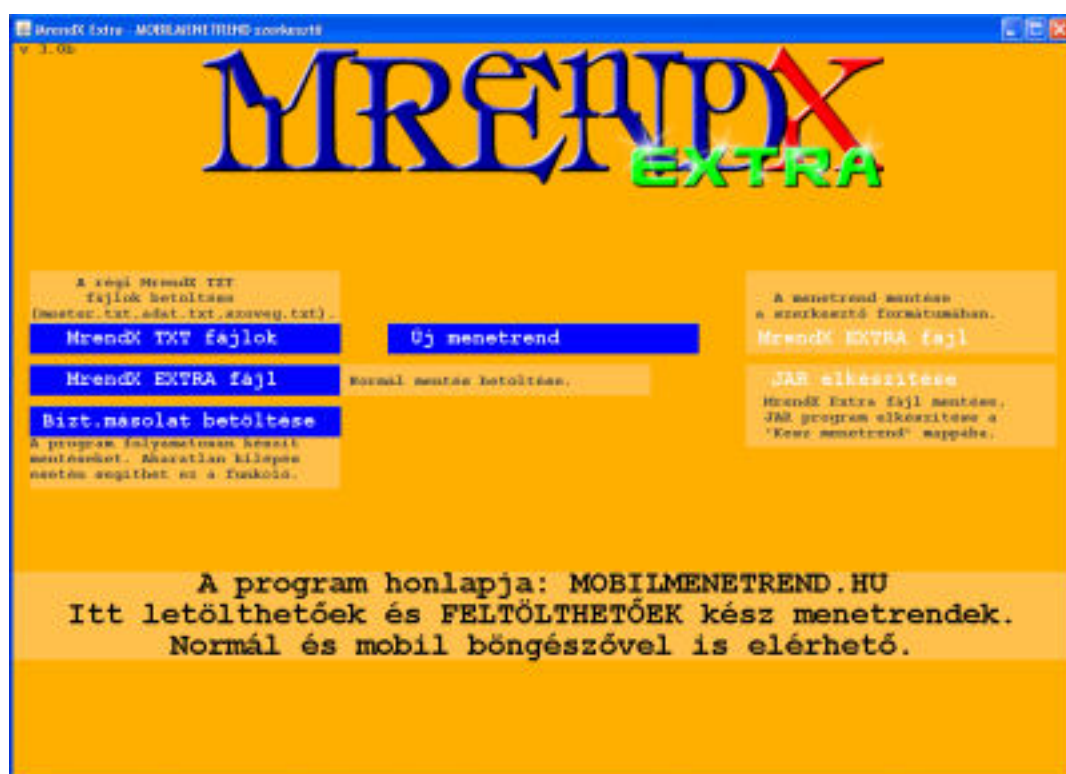 MrendX Extra - MOBILMENETREND szerkesztő
v 3.0b
MRENDX
EXTRA
A régi MrendX TXT
fájlok betöltése
(master.txt,adat.txt,szoveg.txt).
MrendX TXT fájlok
Új menetrend
A menetrend mentése
a szerkesztő formátumában.
MrendX EXTRA fájl
MrendX EXTRA fájl
Normál mentés betöltése.
JAR elkészítése
MrendX Extra fájl mentése,
JAR program elkészítése a
"Kész menetrend" mappába.
Bizt.másolat betöltése
A program folyamatosan készít
mentéseket. Akaratlan kilépés
esetén segíthet ez a funkció.
A program honlapja: MOBILMENETREND.HU
Itt letölthetőek és FELTÖLTHETŐEK kész menetrendek.
Normál és mobil böngészővel is elérhető.